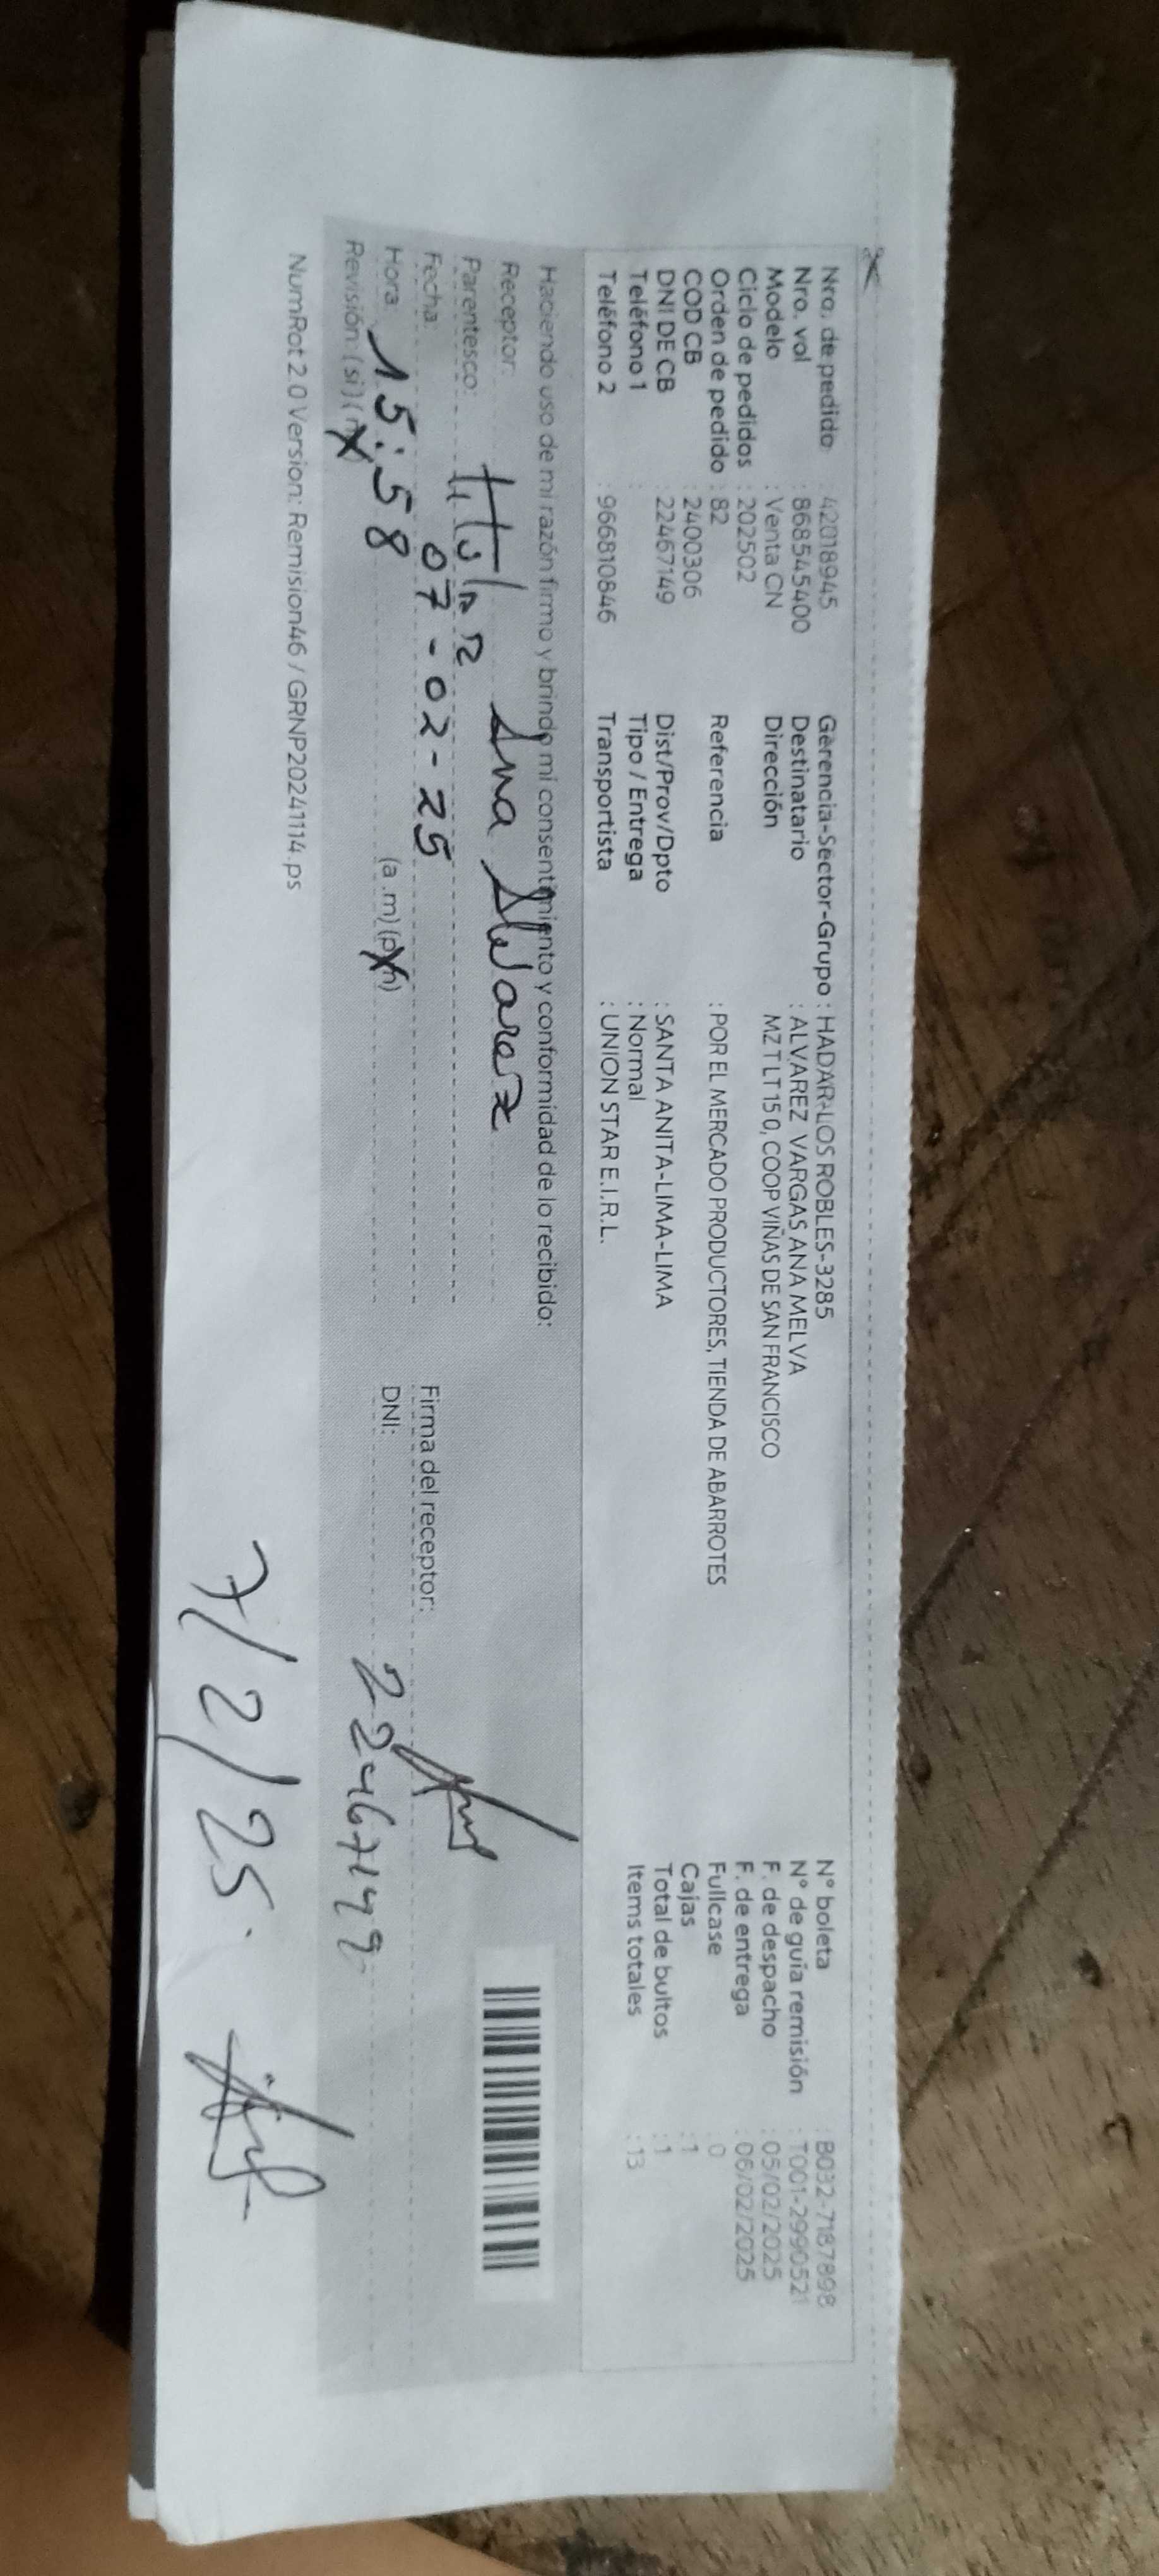 Nro. de pedido : 42018945 Gerencia-Sector-Grupo : HADAR-LOS ROBLES-3285 N° boleta : B032-7187898
Nro. vol : 868545400 Destinatario : ALVAREZ VARGAS ANA MELVA N° de guía remisión : T001-2990521
Modelo : Venta CN Dirección MZ T LT 15 0, COOP VIÑAS DE SAN FRANCISCO F. de despacho : 05/02/2025
Ciclo de pedidos : 202502 F. de entrega : 06/02/2025
Orden de pedido : 82 Referencia : POR EL MERCADO PRODUCTORES, TIENDA DE ABARROTES Fullcase : 0
COD CB : 2400306 Cajas : 1
DNI DE CB : 22467149 Dist/Prov/Dpto : SANTA ANITA-LIMA-LIMA Total de bultos : 1
Teléfono 1 : Tipo / Entrega : Normal Items totales : 13
Teléfono 2 : 966810846 Transportista : UNION STAR E.I.R.L.
Haciendo uso de mi razón firmo y brindo mi consentimiento y conformidad de lo recibido:
Receptor: Ana Alvarez
Parentesco: titular
Fecha: 07-02-25 Firma del receptor:
Hora: 15:58 (a.m) (p.m) DNI: 22467149
Revisión: (si) (no)
NumRot 2.0 Version: Remision46 / GRNP20241114.ps
7/2/25.